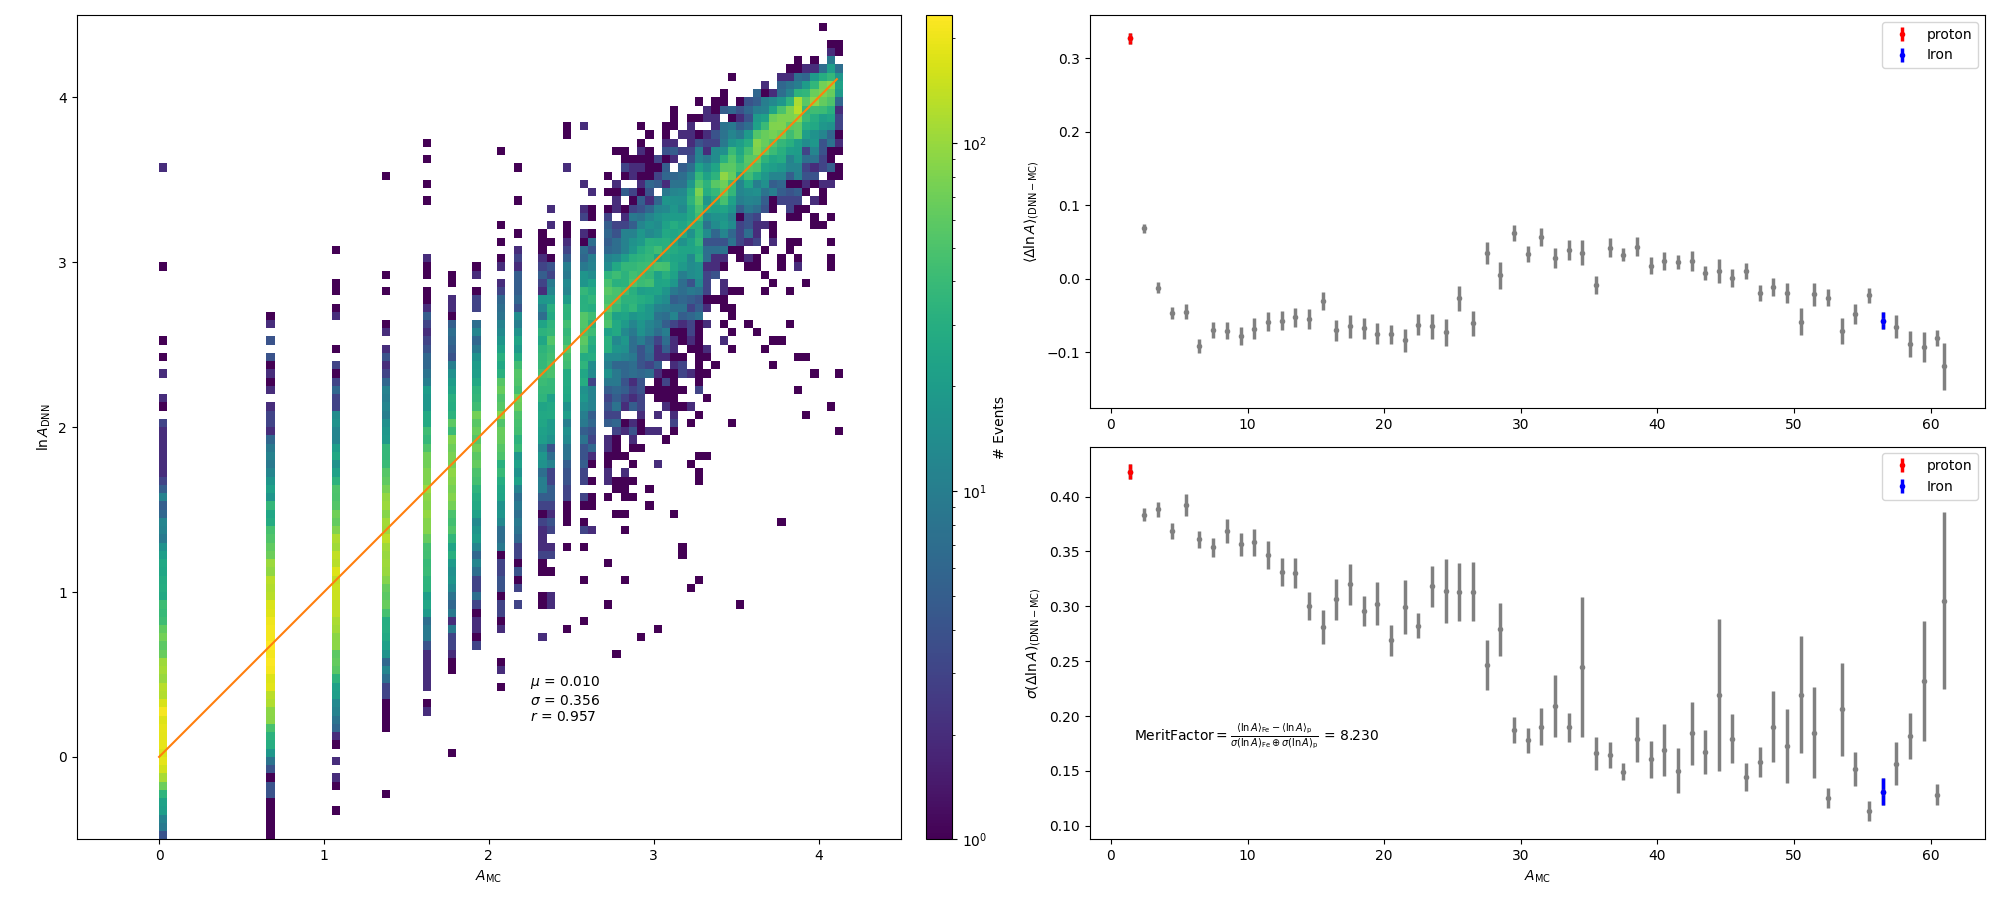 4
3
2
1
0
ln A_DNN
0
1
2
3
4
A_MC
μ = 0.010
σ = 0.356
r = 0.957
10^2
10^1
10^0
# Events
0.3
0.2
0.1
0.0
−0.1
⟨Δln A⟩_(DNN−MC)
proton
Iron
0
10
20
30
40
50
60
0.40
0.35
0.30
0.25
0.20
0.15
0.10
σ(Δln A)_(DNN−MC)
proton
Iron
MeritFactor = (⟨ln A⟩_Fe − ⟨ln A⟩_p) / (σ(ln A)_Fe ⊕ σ(ln A)_p) = 8.230
0
10
20
30
40
50
60
A_MC